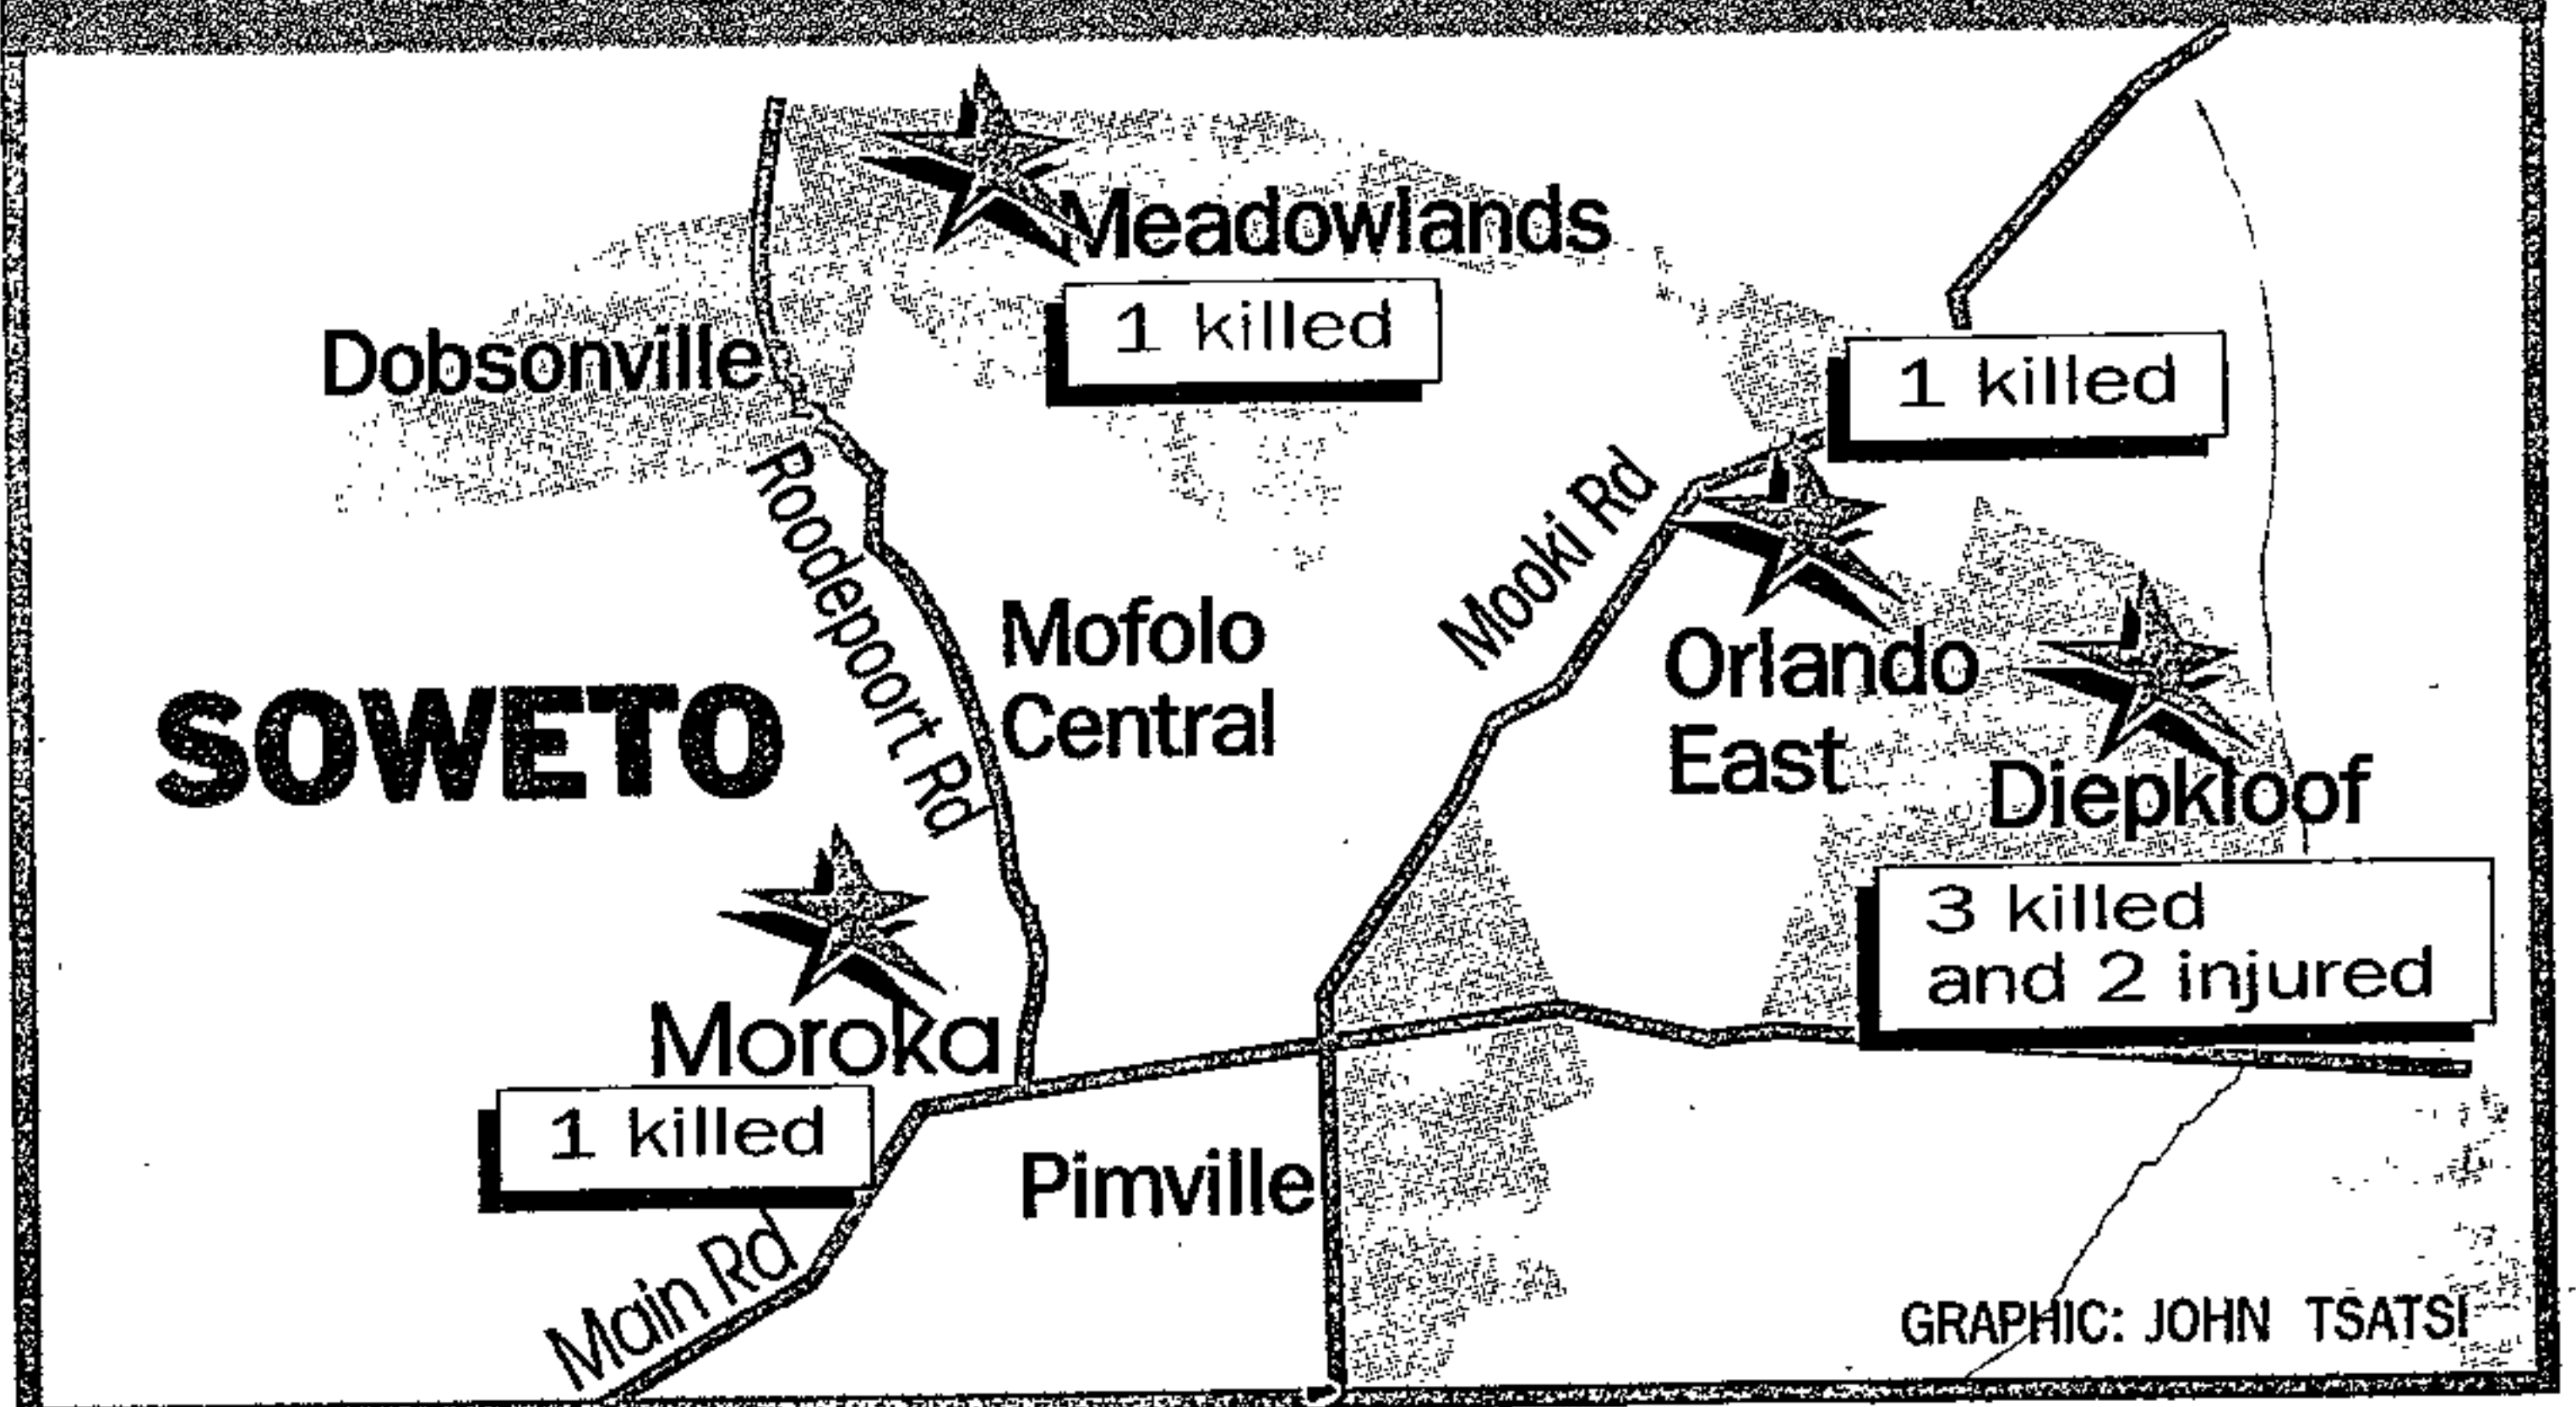 Meadowlands
1 killed
Dobsonville
1 killed
Roodepoort Rd
Mooki Rd
Mofolo
Central
Orlando
East
SOWETO
Diepkloof
3 killed
and 2 injured
Moroka
1 killed
Pimville
Main Rd
GRAPHIC: JOHN TSATSI